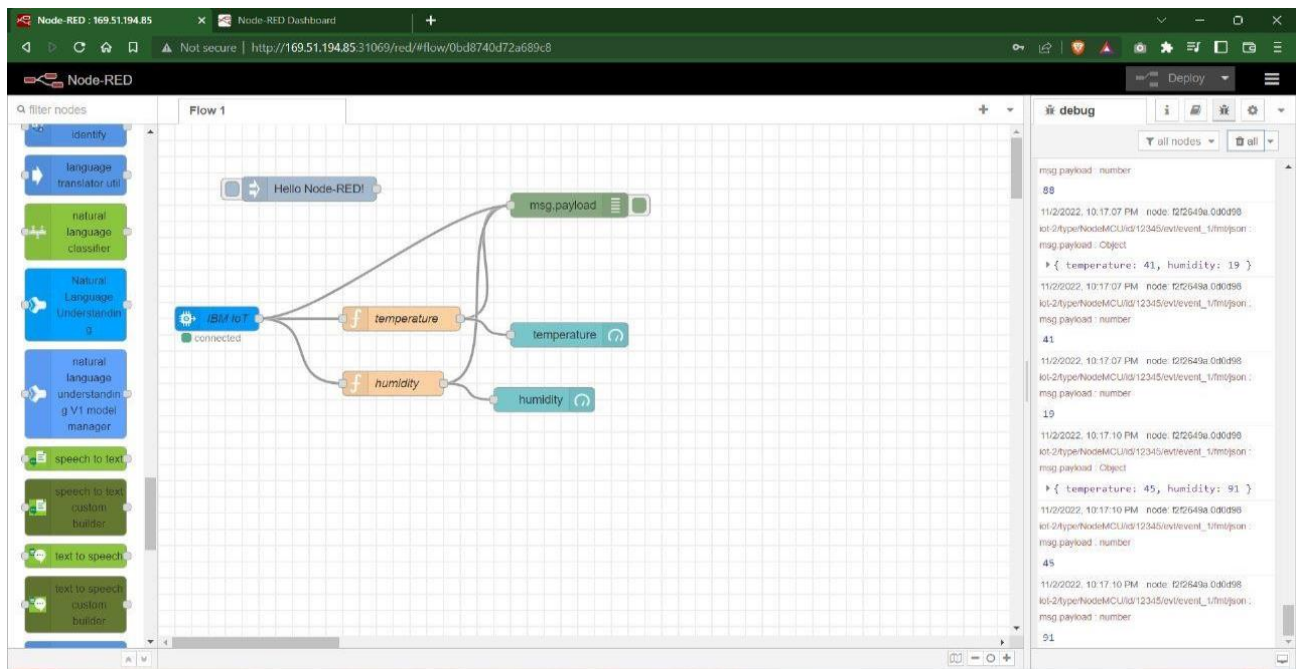 Node-RED : 169.51.194.85
Node-RED Dashboard
Not secure | http://169.51.194.85:31069/red/#flow/0bd8740d72a689c8
Node-RED
Deploy
filter nodes
Flow 1
debug
i
all nodes
all
identify
language
translator util
natural
language
classifier
Natural
Language
Understandin
g
natural
language
understandin
g V1 model
manager
speech to text
speech to text
custom
builder
text to speech
text to speech
custom
builder
Hello Node-RED!
msg.payload
IBM IoT
connected
f temperature
temperature
f humidity
humidity
msg.payload : number
88
11/2/2022, 10:17:07 PM node: f2f2649a.0d0d98
iot-2/type/NodeMCU/id/12345/evt/event_1/fmt/json :
msg.payload : Object
{ temperature: 41, humidity: 19 }
11/2/2022, 10:17:07 PM node: f2f2649a.0d0d98
iot-2/type/NodeMCU/id/12345/evt/event_1/fmt/json :
msg.payload : number
41
11/2/2022, 10:17:07 PM node: f2f2649a.0d0d98
iot-2/type/NodeMCU/id/12345/evt/event_1/fmt/json :
msg.payload : number
19
11/2/2022, 10:17:10 PM node: f2f2649a.0d0d98
iot-2/type/NodeMCU/id/12345/evt/event_1/fmt/json :
msg.payload : Object
{ temperature: 45, humidity: 91 }
11/2/2022, 10:17:10 PM node: f2f2649a.0d0d98
iot-2/type/NodeMCU/id/12345/evt/event_1/fmt/json :
msg.payload : number
45
11/2/2022, 10:17:10 PM node: f2f2649a.0d0d98
iot-2/type/NodeMCU/id/12345/evt/event_1/fmt/json :
msg.payload : number
91